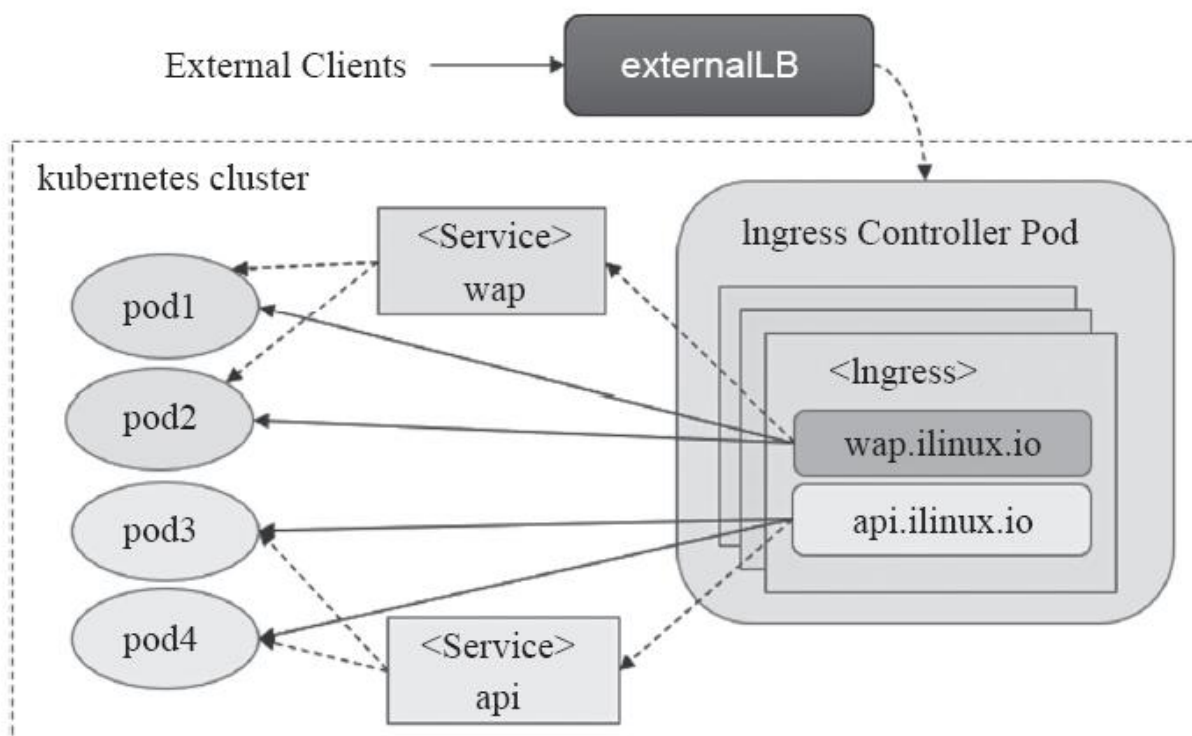 External Clients
externalLB
kubernetes cluster
<Service>
wap
lngress Controller Pod
pod1
<lngress>
pod2
wap.ilinux.io
pod3
api.ilinux.io
pod4
<Service>
api